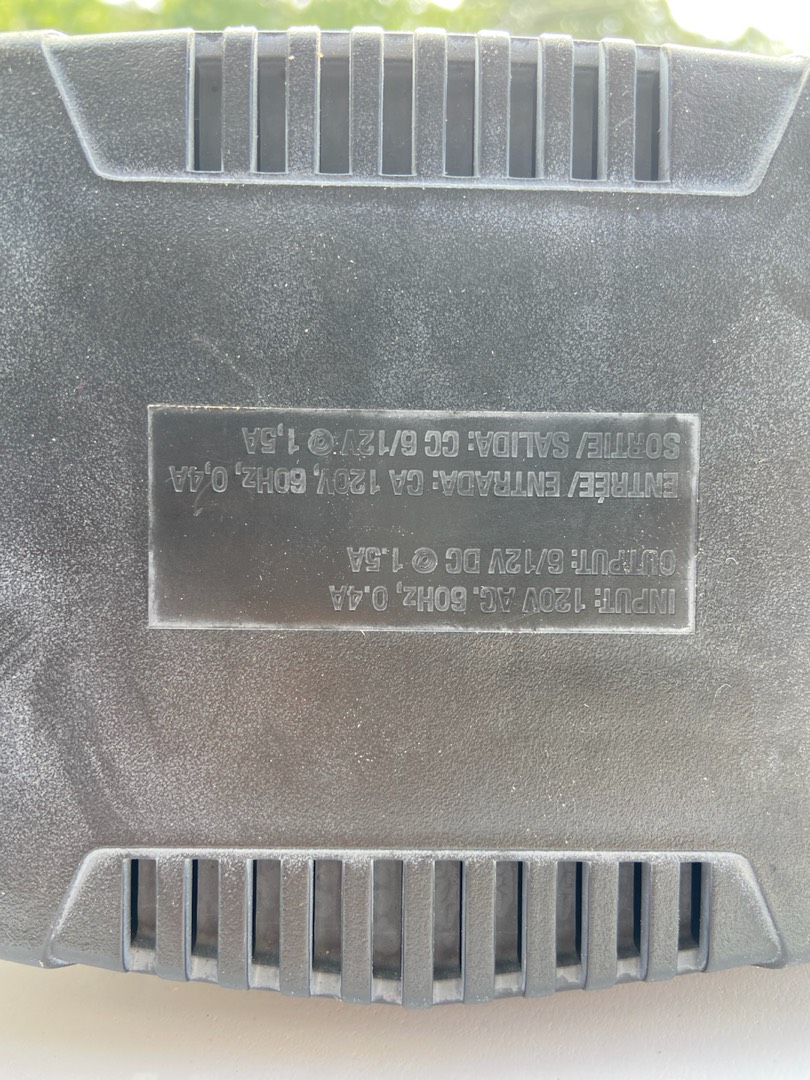 INPUT: 120V AC. 60Hz, 0.4A
OUTPUT: 6/12V DC @ 1.5A
ENTRÉE/ ENTRADA: CA 120V, 60Hz, 0,4A
SORTIE/ SALIDA: CC 6/12V @ 1,5A